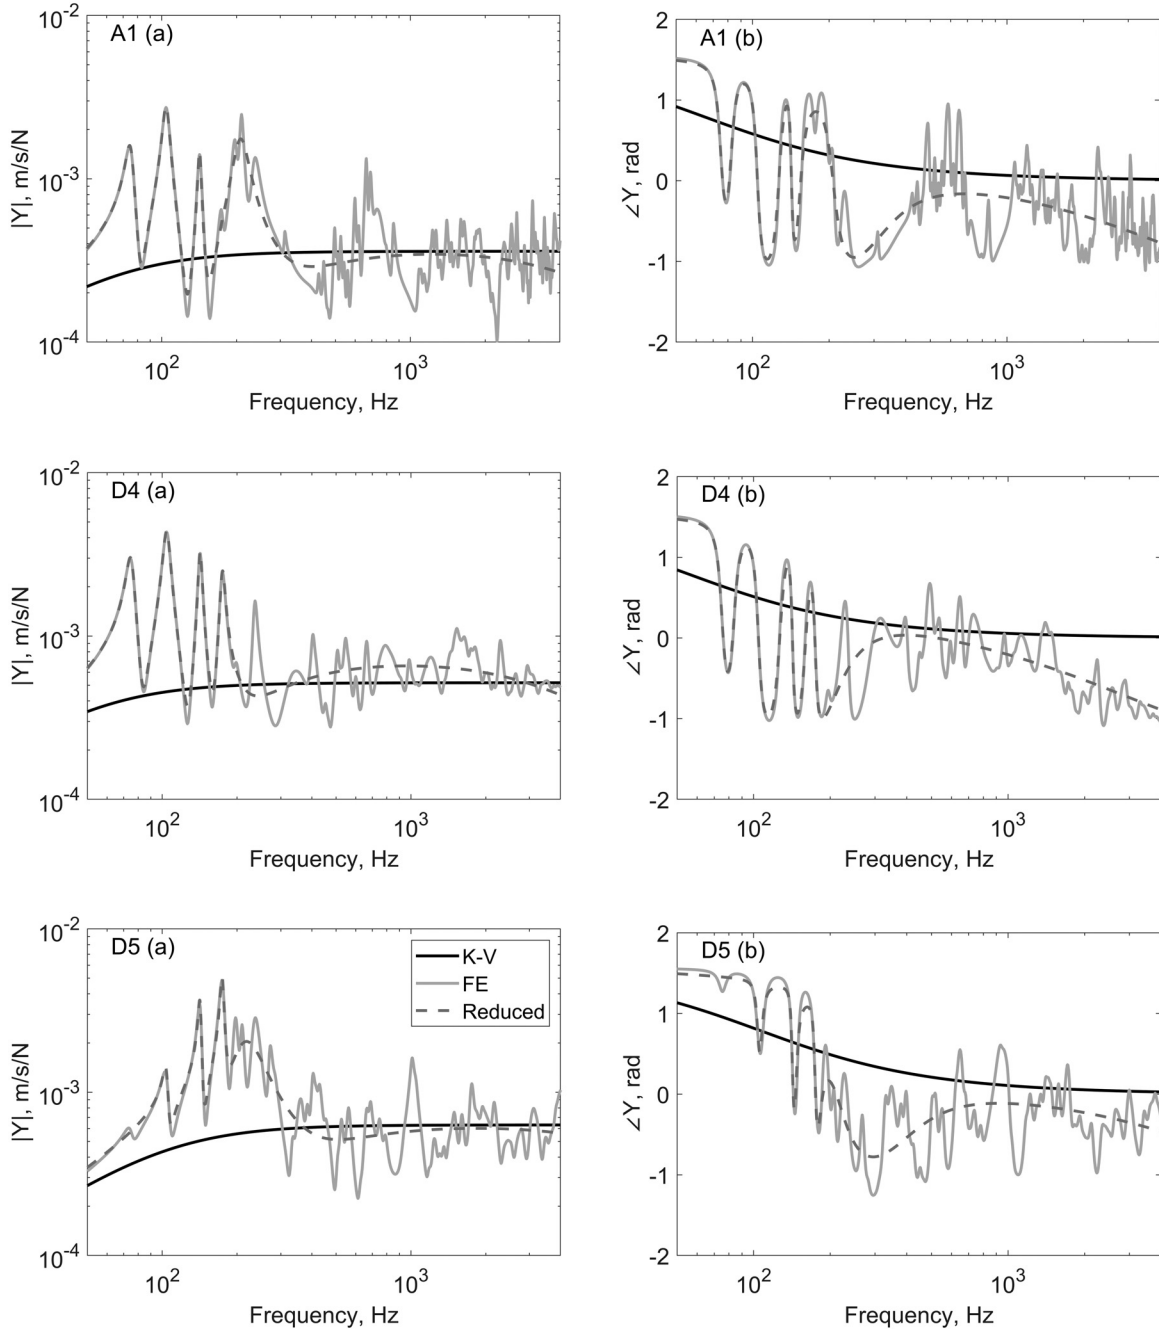 A1 (a)
10^-2
10^-3
10^-4
|Y|, m/s/N
10^2
10^3
Frequency, Hz
A1 (b)
2
1
0
-1
-2
∠Y, rad
10^2
10^3
Frequency, Hz
D4 (a)
10^-2
10^-3
10^-4
|Y|, m/s/N
10^2
10^3
Frequency, Hz
D4 (b)
2
1
0
-1
-2
∠Y, rad
10^2
10^3
Frequency, Hz
D5 (a)
K-V
FE
Reduced
10^-2
10^-3
10^-4
|Y|, m/s/N
10^2
10^3
Frequency, Hz
D5 (b)
2
1
0
-1
-2
∠Y, rad
10^2
10^3
Frequency, Hz